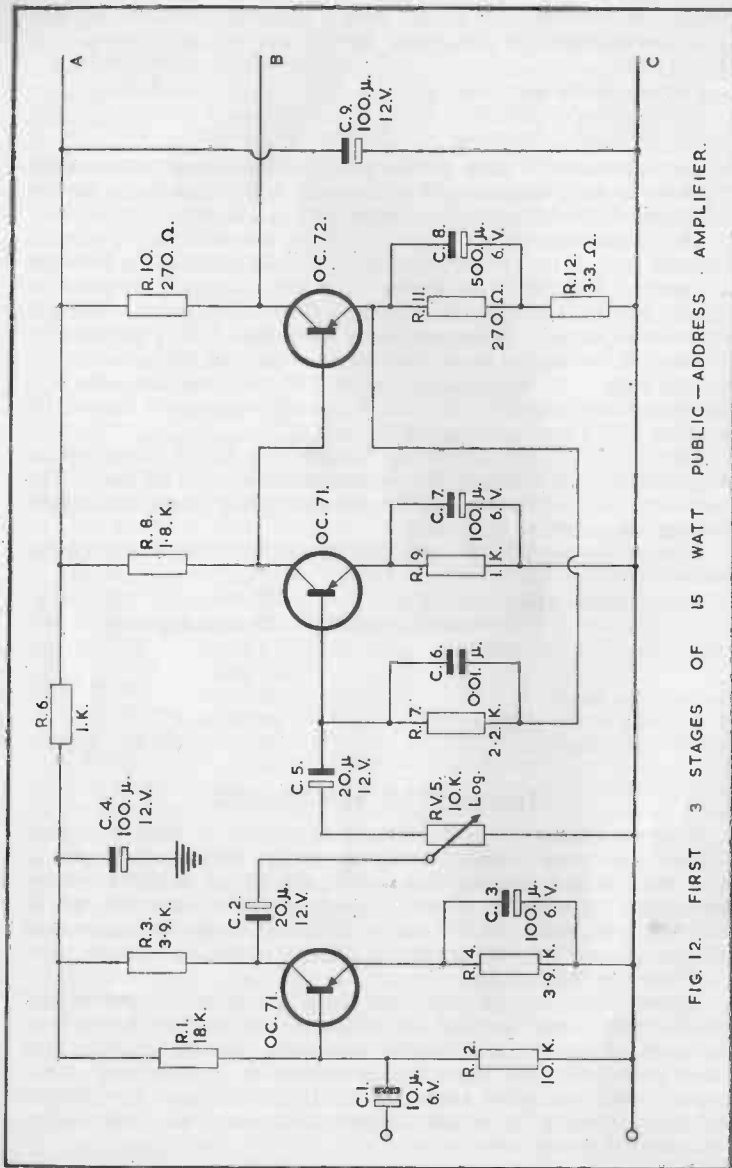 R.6.
1.K.
A
R.1.
18.K.
R.3.
3·9.K.
C.4.
100.µ
12.V.
R.8.
1·8.K.
R.10.
270.Ω.
B
C.2.
20.µ
12.V.
C.9.
100.µ
12.V.
OC.71.
OC.71.
OC.72.
C.1.
10.µ
6.V.
R.2.
10.K.
R.4.
3·9.K.
C.3.
100.µ
6.V.
R.V.5.
10.K.
Log.
C.5.
20.µ
12.V.
R.7.
2·2.K.
C.6.
0·01.µ.
R.9.
1.K.
C.7.
100.µ
6.V.
R.11.
270.Ω.
C.8.
500.µ
6.V.
R.12.
3·3.Ω.
C
FIG.12. FIRST 3 STAGES OF 15 WATT PUBLIC—ADDRESS AMPLIFIER.